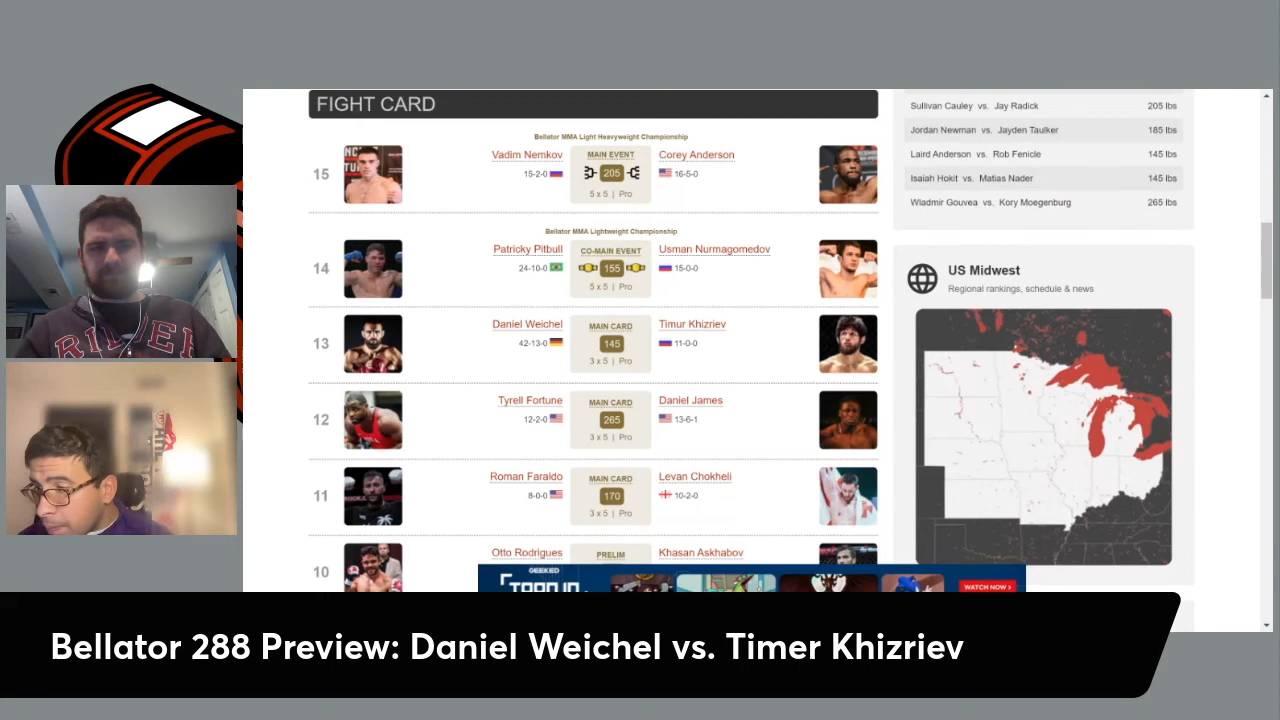 FIGHT CARD
Bellator MMA Light Heavyweight Championship
15
Vadim Nemkov
15-2-0
MAIN EVENT
205
5 x 5 | Pro
Corey Anderson
16-5-0
Bellator MMA Lightweight Championship
14
Patricky Pitbull
24-10-0
CO-MAIN EVENT
155
5 x 5 | Pro
Usman Nurmagomedov
15-0-0
13
Daniel Weichel
42-13-0
MAIN CARD
145
3 x 5 | Pro
Timur Khizriev
11-0-0
12
Tyrell Fortune
12-2-0
MAIN CARD
265
3 x 5 | Pro
Daniel James
13-6-1
11
Roman Faraldo
8-0-0
MAIN CARD
170
3 x 5 | Pro
Levan Chokheli
10-2-0
10
Otto Rodrigues
PRELIM
Khasan Askhabov
Sullivan Cauley vs. Jay Radick 205 lbs
Jordan Newman vs. Jayden Taulker 185 lbs
Laird Anderson vs. Rob Fenicle 145 lbs
Isaiah Hokit vs. Matias Nader 145 lbs
Wladmir Gouvea vs. Kory Moegenburg 265 lbs
US Midwest
Regional rankings, schedule & news
GEEKED
WATCH NOW >
Bellator 288 Preview: Daniel Weichel vs. Timer Khizriev